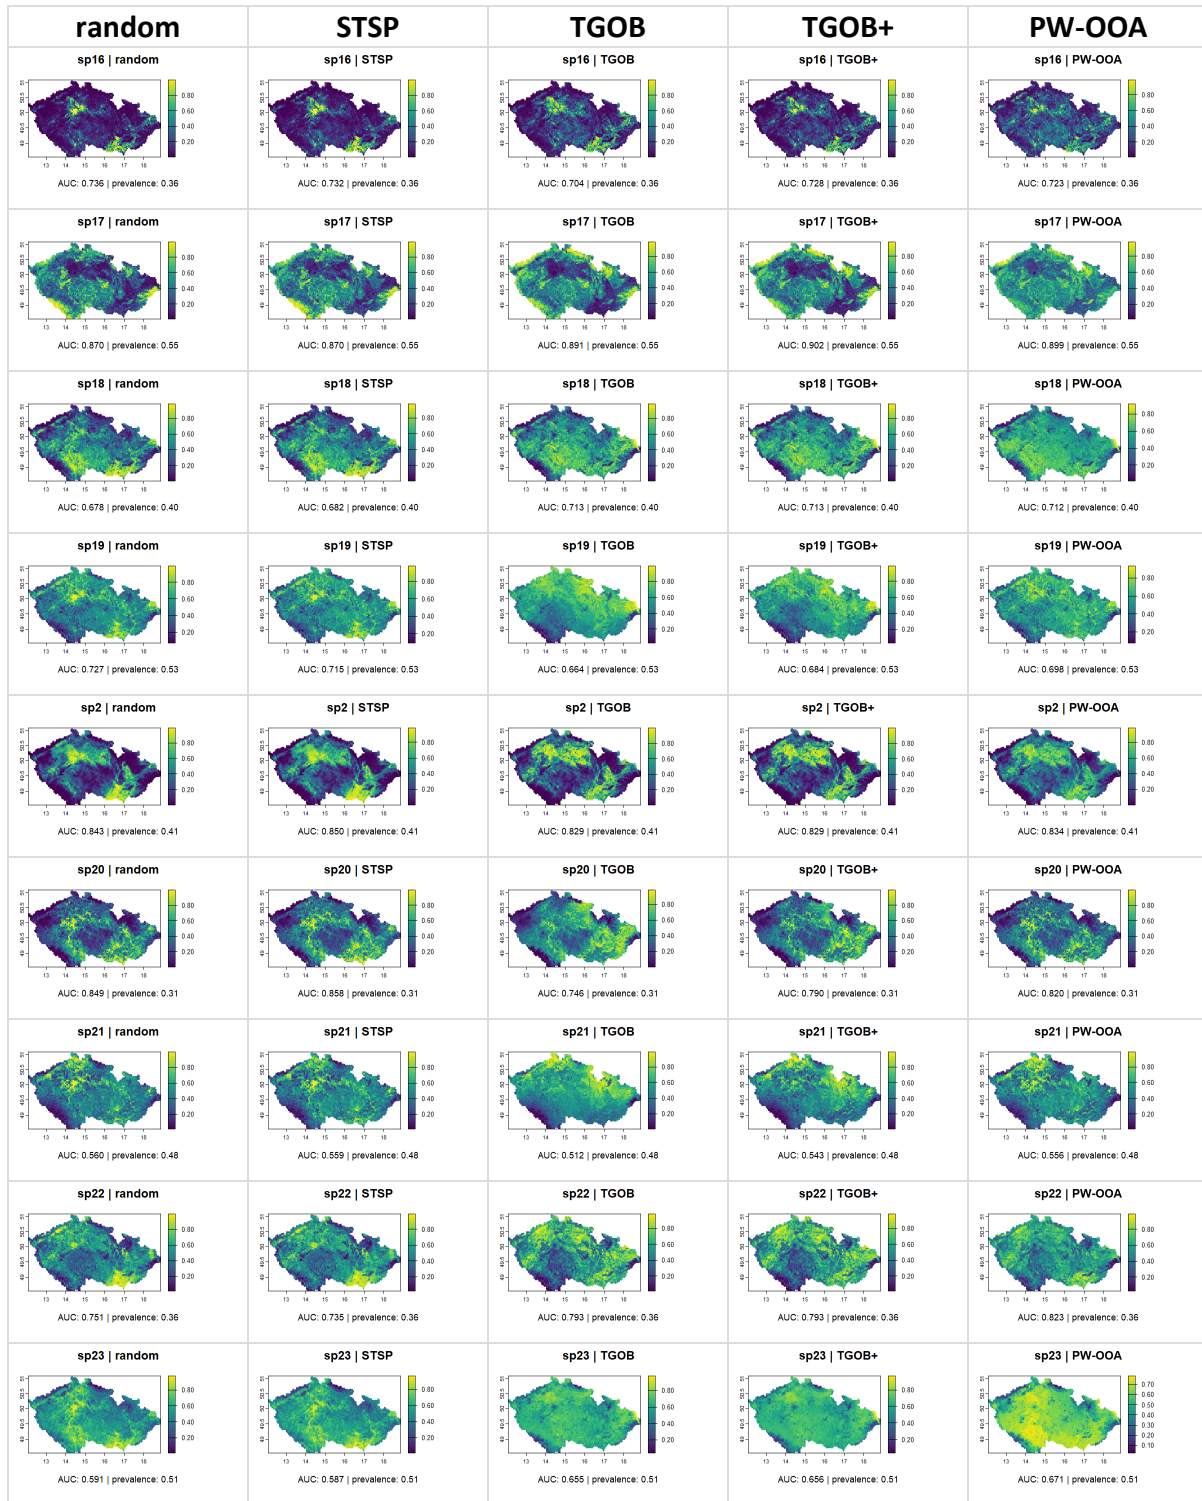 random STSP TGOB TGOB+ PW-OOA
sp16 | random sp16 | STSP sp16 | TGOB sp16 | TGOB+ sp16 | PW-OOA
AUC: 0.736 | prevalence: 0.36 AUC: 0.732 | prevalence: 0.36 AUC: 0.704 | prevalence: 0.36 AUC: 0.728 | prevalence: 0.36 AUC: 0.723 | prevalence: 0.36
sp17 | random sp17 | STSP sp17 | TGOB sp17 | TGOB+ sp17 | PW-OOA
AUC: 0.870 | prevalence: 0.55 AUC: 0.870 | prevalence: 0.55 AUC: 0.891 | prevalence: 0.55 AUC: 0.902 | prevalence: 0.55 AUC: 0.899 | prevalence: 0.55
sp18 | random sp18 | STSP sp18 | TGOB sp18 | TGOB+ sp18 | PW-OOA
AUC: 0.678 | prevalence: 0.40 AUC: 0.682 | prevalence: 0.40 AUC: 0.713 | prevalence: 0.40 AUC: 0.713 | prevalence: 0.40 AUC: 0.712 | prevalence: 0.40
sp19 | random sp19 | STSP sp19 | TGOB sp19 | TGOB+ sp19 | PW-OOA
AUC: 0.727 | prevalence: 0.53 AUC: 0.715 | prevalence: 0.53 AUC: 0.664 | prevalence: 0.53 AUC: 0.684 | prevalence: 0.53 AUC: 0.698 | prevalence: 0.53
sp2 | random sp2 | STSP sp2 | TGOB sp2 | TGOB+ sp2 | PW-OOA
AUC: 0.843 | prevalence: 0.41 AUC: 0.850 | prevalence: 0.41 AUC: 0.829 | prevalence: 0.41 AUC: 0.829 | prevalence: 0.41 AUC: 0.834 | prevalence: 0.41
sp20 | random sp20 | STSP sp20 | TGOB sp20 | TGOB+ sp20 | PW-OOA
AUC: 0.849 | prevalence: 0.31 AUC: 0.858 | prevalence: 0.31 AUC: 0.746 | prevalence: 0.31 AUC: 0.790 | prevalence: 0.31 AUC: 0.820 | prevalence: 0.31
sp21 | random sp21 | STSP sp21 | TGOB sp21 | TGOB+ sp21 | PW-OOA
AUC: 0.560 | prevalence: 0.48 AUC: 0.559 | prevalence: 0.48 AUC: 0.512 | prevalence: 0.48 AUC: 0.543 | prevalence: 0.48 AUC: 0.556 | prevalence: 0.48
sp22 | random sp22 | STSP sp22 | TGOB sp22 | TGOB+ sp22 | PW-OOA
AUC: 0.751 | prevalence: 0.36 AUC: 0.735 | prevalence: 0.36 AUC: 0.793 | prevalence: 0.36 AUC: 0.793 | prevalence: 0.36 AUC: 0.823 | prevalence: 0.36
sp23 | random sp23 | STSP sp23 | TGOB sp23 | TGOB+ sp23 | PW-OOA
AUC: 0.591 | prevalence: 0.51 AUC: 0.587 | prevalence: 0.51 AUC: 0.655 | prevalence: 0.51 AUC: 0.656 | prevalence: 0.51 AUC: 0.671 | prevalence: 0.51